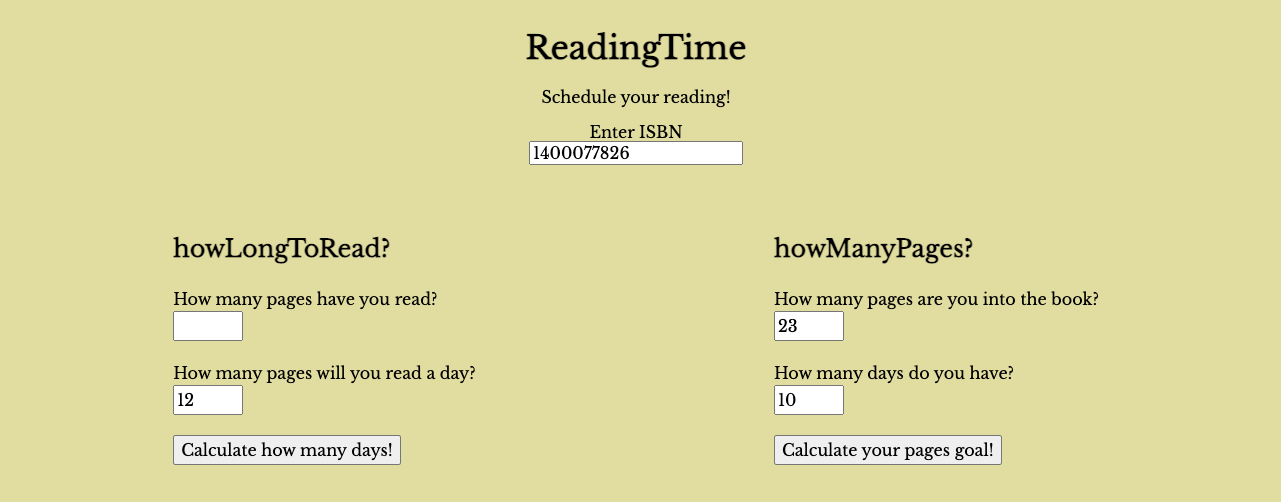 ReadingTime
Schedule your reading!
Enter ISBN
1400077826
howLongToRead?
How many pages have you read?
How many pages will you read a day?
12
Calculate how many days!
howManyPages?
How many pages are you into the book?
23
How many days do you have?
10
Calculate your pages goal!